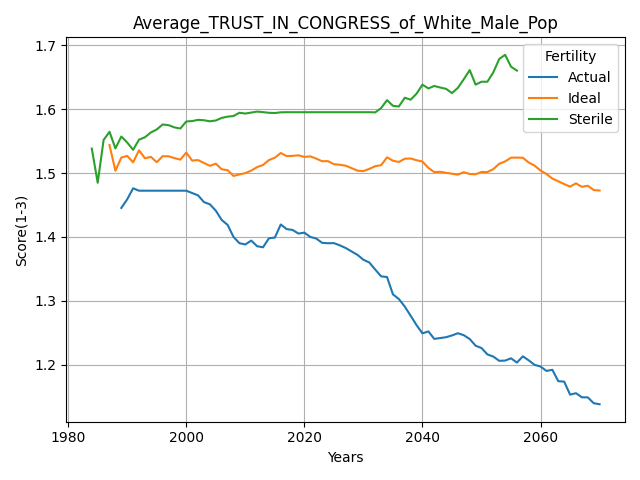 Average_TRUST_IN_CONGRESS_of_White_Male_Pop
Score(1-3)
1.7
1.6
1.5
1.4
1.3
1.2
Fertility
Actual
Ideal
Sterile
1980
2000
2020
2040
2060
Years